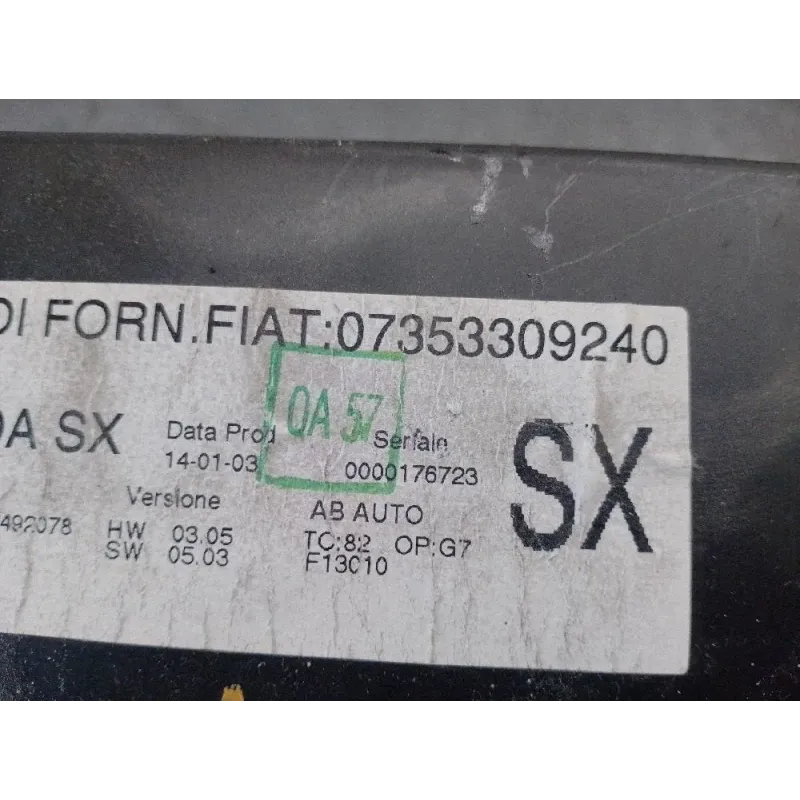 DI FORN.FIAT:07353309240
DA SX
Data Prod
14-01-03
QA 57
Seriale
0000176723
SX
Versione
492078
HW 03.05
SW 05.03
AB AUTO
TC:82 OP:G7
F13C10